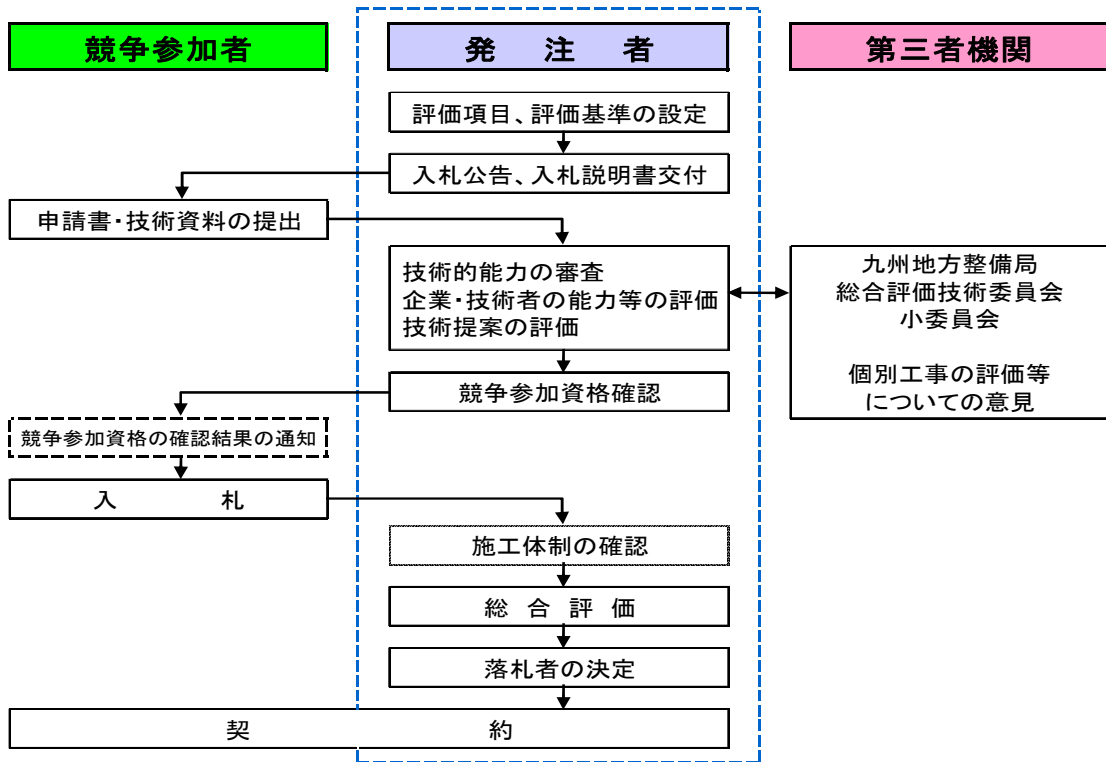 競争参加者
発注者
第三者機関
評価項目、評価基準の設定
入札公告、入札説明書交付
申請書・技術資料の提出
技術的能力の審査
企業・技術者の能力等の評価
技術提案の評価
九州地方整備局
総合評価技術委員会
小委員会
個別工事の評価等
についての意見
競争参加資格確認
競争参加資格の確認結果の通知
入札
施工体制の確認
総合評価
落札者の決定
契約